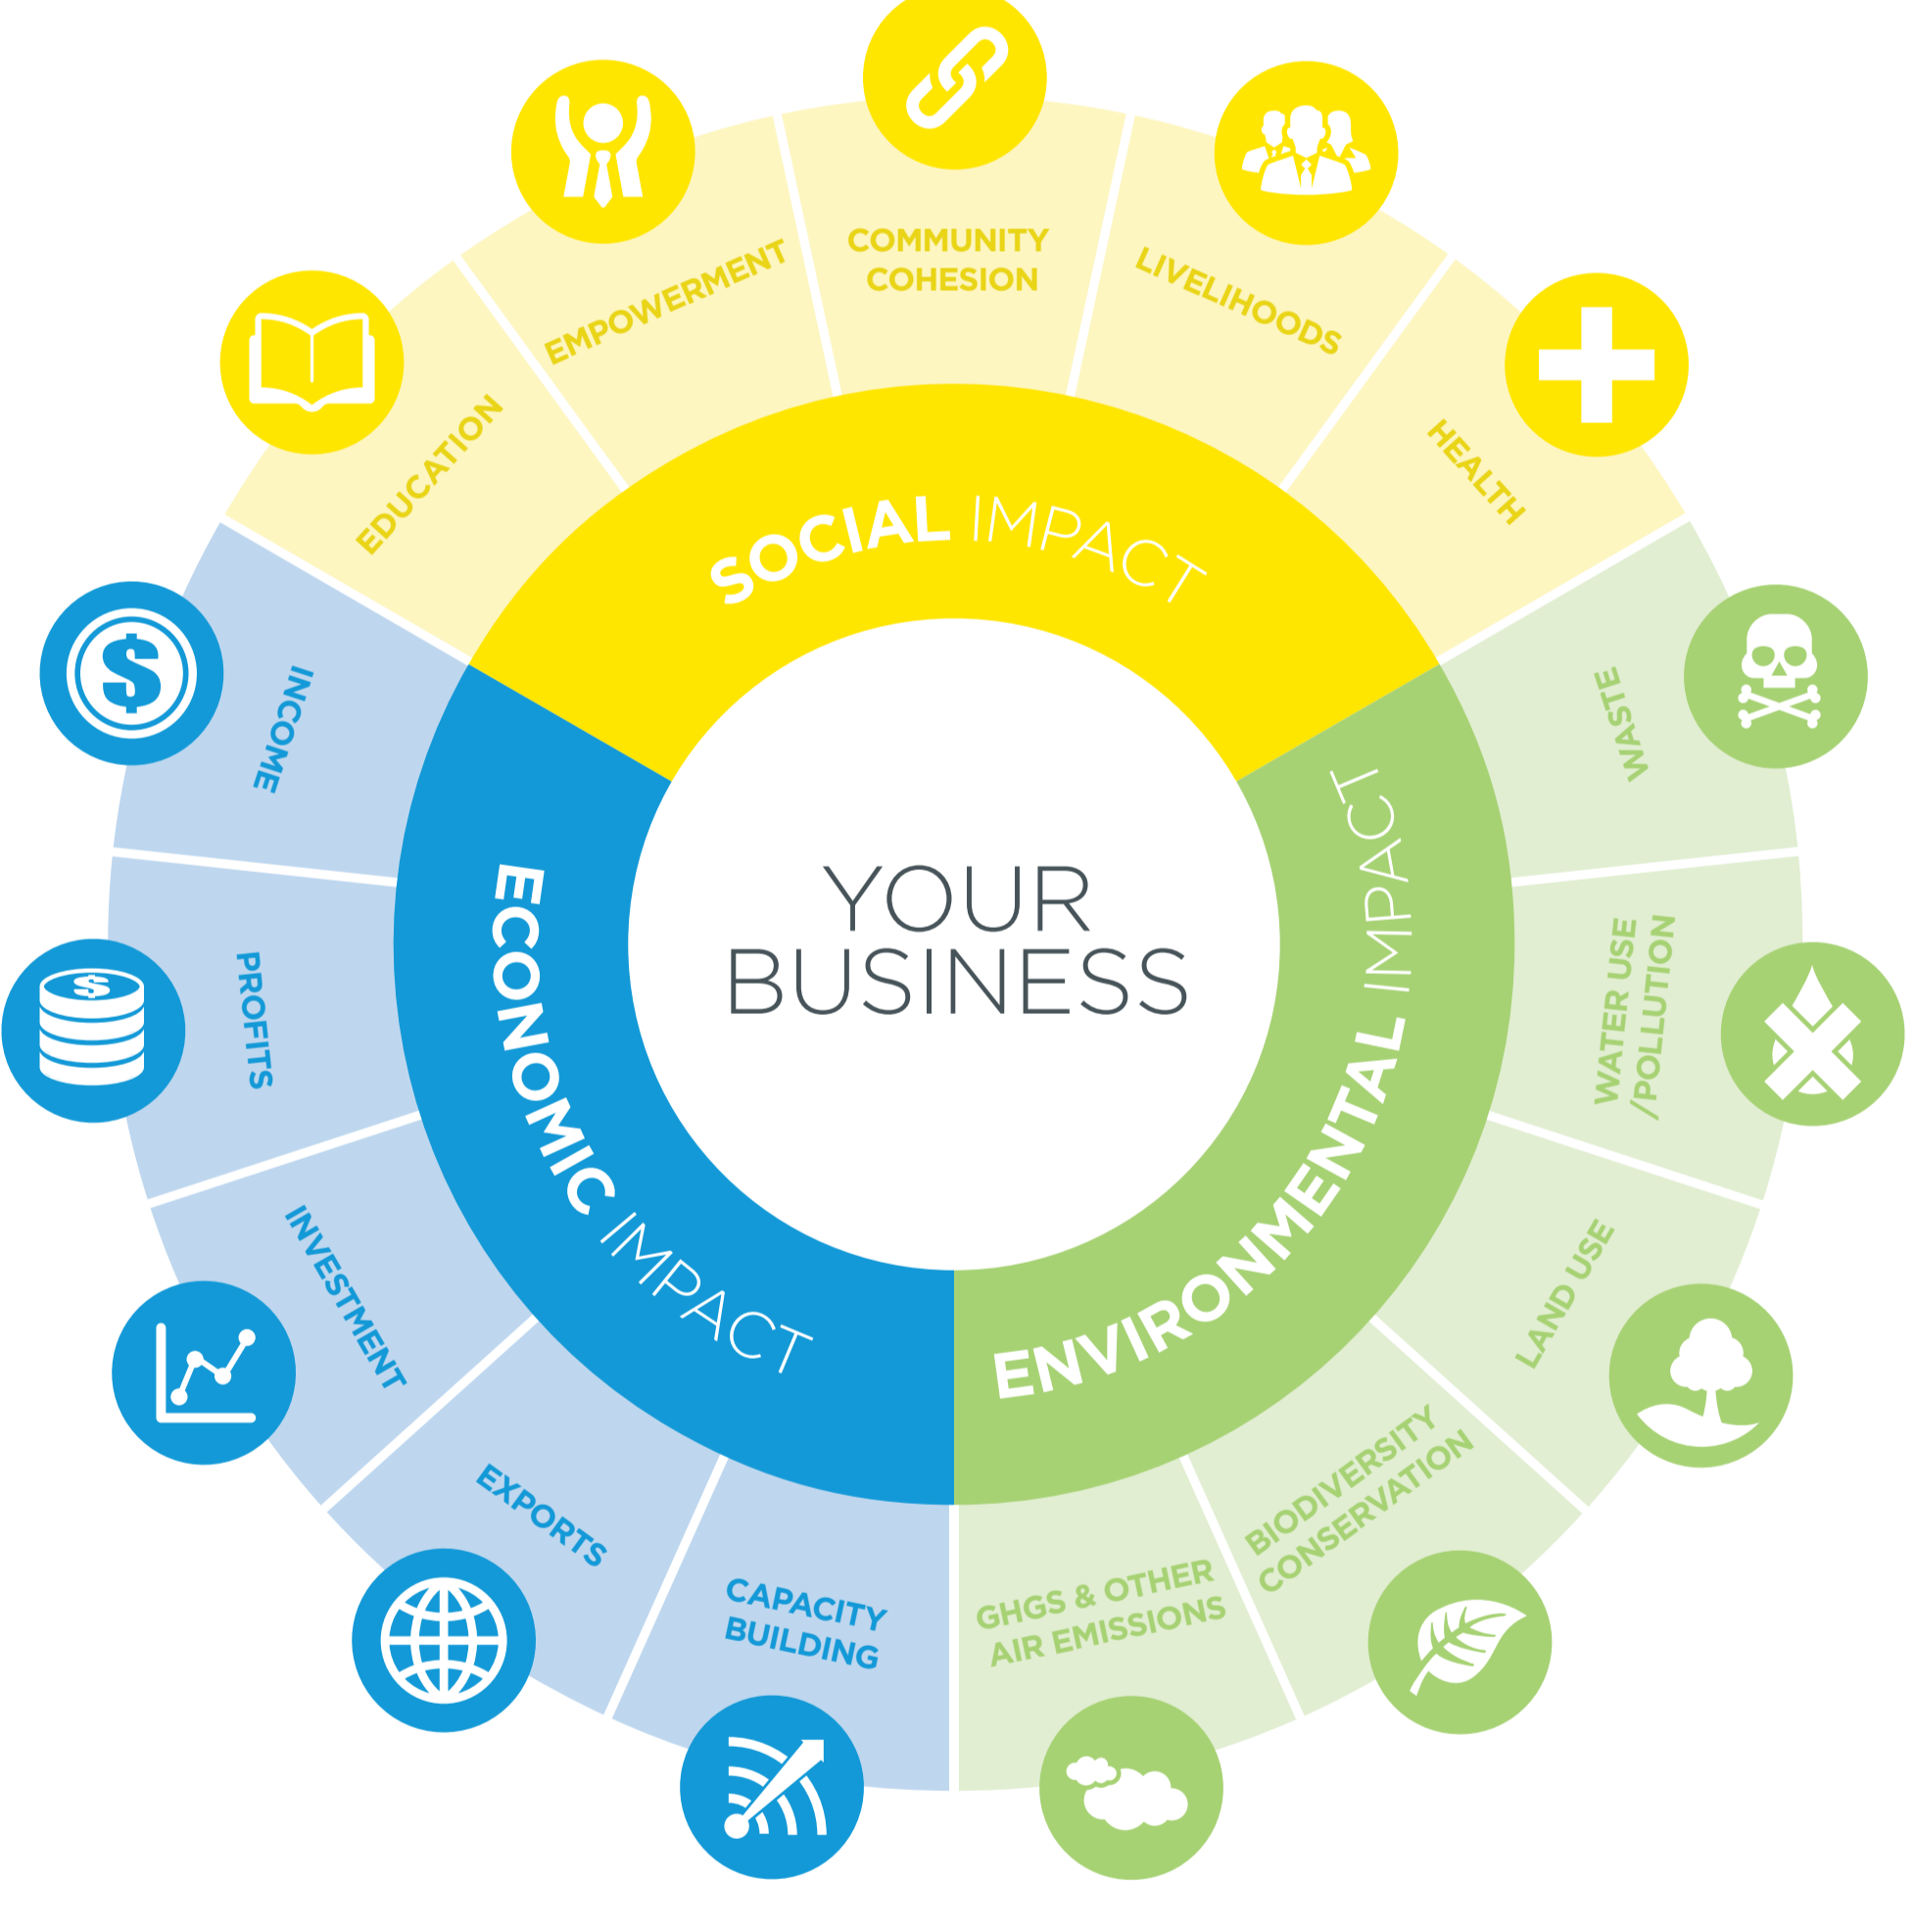 YOUR
BUSINESS
SOCIAL IMPACT
EDUCATION
EMPOWERMENT
COMMUNIITY
COHESION
LIVELIHOODS
HEALTH
ENVIRONMENTAL IMPACT
WASTE
WATER USE
/POLLUTION
LAND USE
BIODIVERSITY
CONSERVATION
GHGS & OTHER
AIR EMISSIONS
ECONOMIC IMPACT
INCOME
PROFITS
INVESTMENT
EXPORTS
CAPACITY
BUILDING
$
$